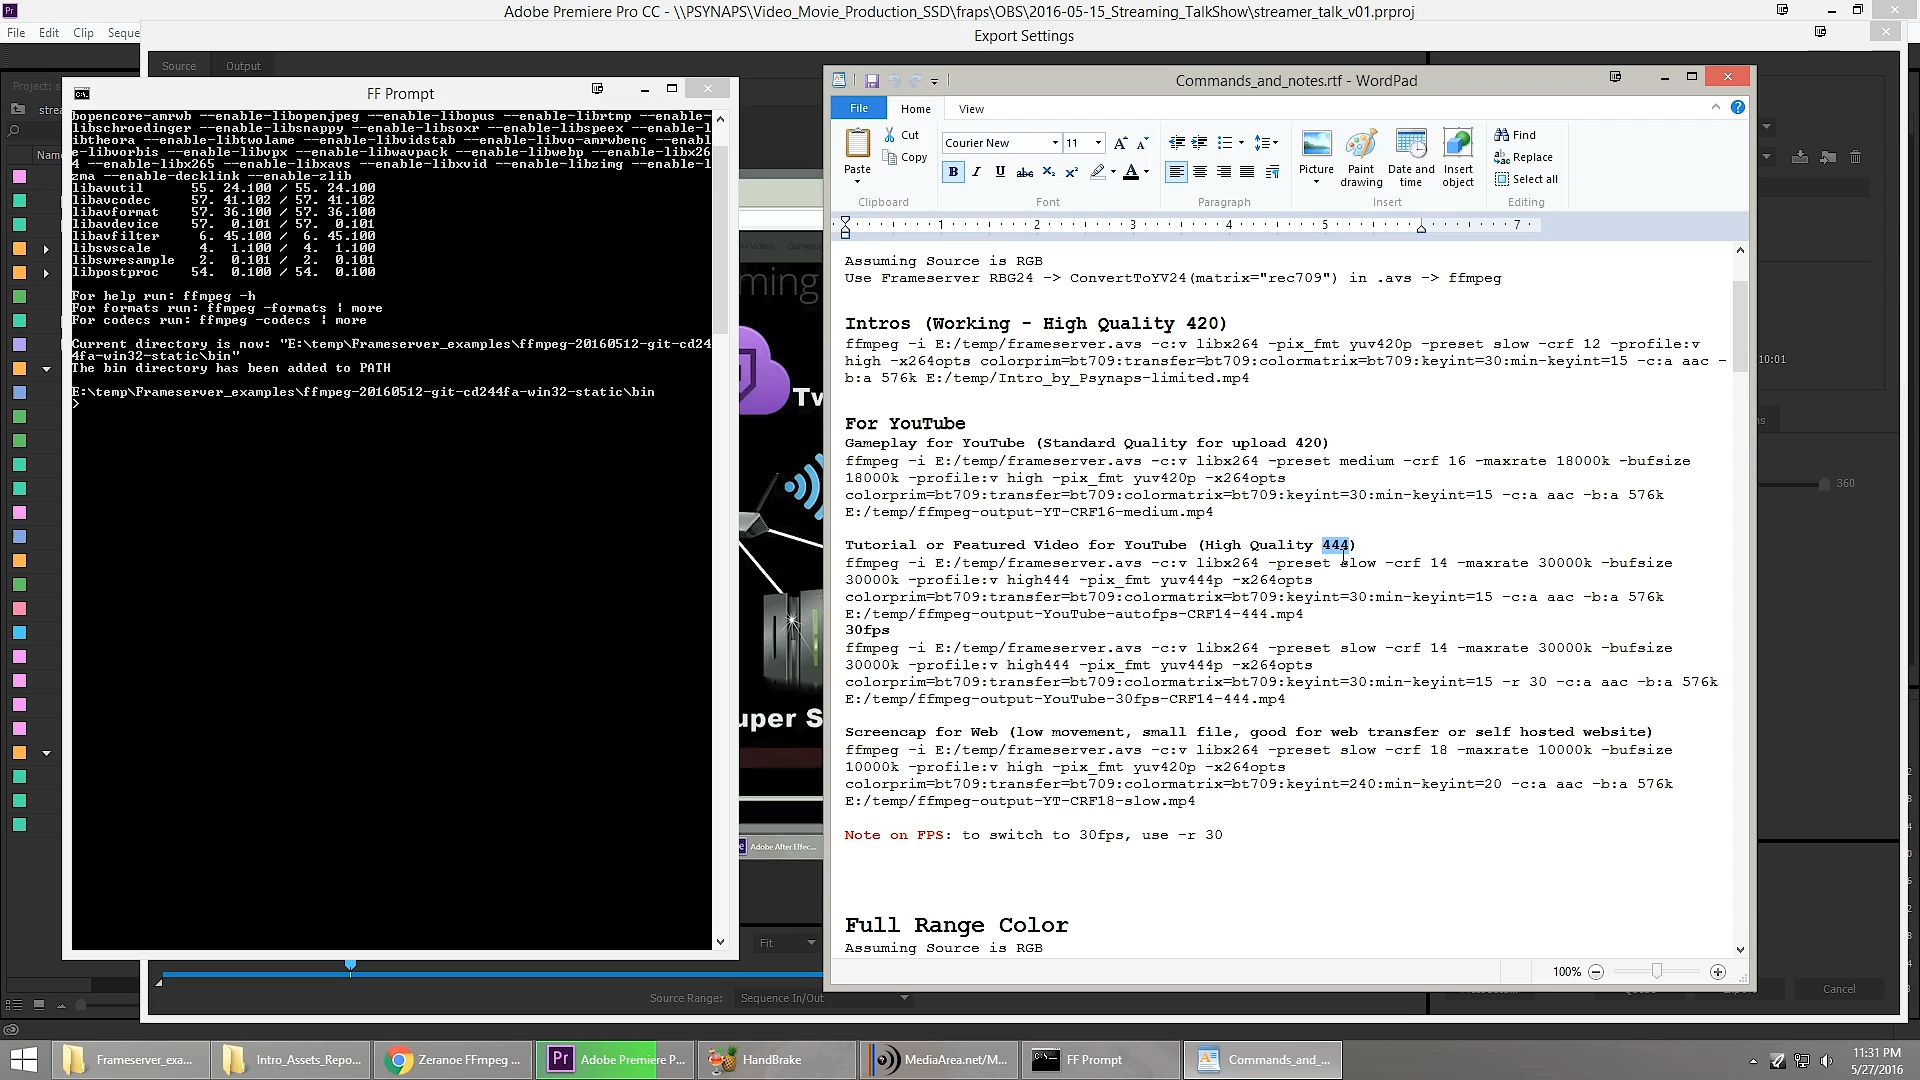 Adobe Premiere Pro CC - \\PSYNAPS\Video_Movie_Production_SSD\fraps\OBS\2016-05-15_Streaming_TalkShow\streamer_talk_v01.prproj
File Edit Clip Seque
Export Settings
Source Output
Project:
strea
Name
FF Prompt
bopencore-amrwb --enable-libopenjpeg --enable-libopus --enable-librtmp --enable-
libschroedinger --enable-libsnappy --enable-libsoxr --enable-libspeex --enable-l
ibtheora --enable-libtwolame --enable-libvidstab --enable-libvo-amrwbenc --enabl
e-libvorbis --enable-libvpx --enable-libwavpack --enable-libwebp --enable-libx26
4 --enable-libx265 --enable-libxavs --enable-libxvid --enable-libzimg --enable-l
zma --enable-decklink --enable-zlib
libavutil 55. 24.100 / 55. 24.100
libavcodec 57. 41.102 / 57. 41.102
libavformat 57. 36.100 / 57. 36.100
libavdevice 57. 0.101 / 57. 0.101
libavfilter 6. 45.100 / 6. 45.100
libswscale 4. 1.100 / 4. 1.100
libswresample 2. 0.101 / 2. 0.101
libpostproc 54. 0.100 / 54. 0.100
For help run: ffmpeg -h
For formats run: ffmpeg -formats | more
For codecs run: ffmpeg -codecs | more
Current directory is now: "E:\temp\Frameserver_examples\ffmpeg-20160512-git-cd24
4fa-win32-static\bin"
The bin directory has been added to PATH
E:\temp\Frameserver_examples\ffmpeg-20160512-git-cd244fa-win32-static\bin
>
Commands_and_notes.rtf - WordPad
File Home View
Paste Cut Copy
Clipboard
Courier New 11
B I U abc X₂ X² A
Font
Paragraph
Picture Paint drawing Date and time Insert object
Insert
Find
Replace
Select all
Editing
1 2 3 4 5 7
Assuming Source is RGB
Use Frameserver RBG24 -> ConvertToYV24(matrix="rec709") in .avs -> ffmpeg
Intros (Working - High Quality 420)
ffmpeg -i E:/temp/frameserver.avs -c:v libx264 -pix_fmt yuv420p -preset slow -crf 12 -profile:v
high -x264opts colorprim=bt709:transfer=bt709:colormatrix=bt709:keyint=30:min-keyint=15 -c:a aac -
b:a 576k E:/temp/Intro_by_Psynaps-limited.mp4
For YouTube
Gameplay for YouTube (Standard Quality for upload 420)
ffmpeg -i E:/temp/frameserver.avs -c:v libx264 -preset medium -crf 16 -maxrate 18000k -bufsize
18000k -profile:v high -pix_fmt yuv420p -x264opts
colorprim=bt709:transfer=bt709:colormatrix=bt709:keyint=30:min-keyint=15 -c:a aac -b:a 576k
E:/temp/ffmpeg-output-YT-CRF16-medium.mp4
Tutorial or Featured Video for YouTube (High Quality 444)
ffmpeg -i E:/temp/frameserver.avs -c:v libx264 -preset slow -crf 14 -maxrate 30000k -bufsize
30000k -profile:v high444 -pix_fmt yuv444p -x264opts
colorprim=bt709:transfer=bt709:colormatrix=bt709:keyint=30:min-keyint=15 -c:a aac -b:a 576k
E:/temp/ffmpeg-output-YouTube-autofps-CRF14-444.mp4
30fps
ffmpeg -i E:/temp/frameserver.avs -c:v libx264 -preset slow -crf 14 -maxrate 30000k -bufsize
30000k -profile:v high444 -pix_fmt yuv444p -x264opts
colorprim=bt709:transfer=bt709:colormatrix=bt709:keyint=30:min-keyint=15 -r 30 -c:a aac -b:a 576k
E:/temp/ffmpeg-output-YouTube-30fps-CRF14-444.mp4
Screencap for Web (low movement, small file, good for web transfer or self hosted website)
ffmpeg -i E:/temp/frameserver.avs -c:v libx264 -preset slow -crf 18 -maxrate 10000k -bufsize
10000k -profile:v high -pix_fmt yuv420p -x264opts
colorprim=bt709:transfer=bt709:colormatrix=bt709:keyint=240:min-keyint=20 -c:a aac -b:a 576k
E:/temp/ffmpeg-output-YT-CRF18-slow.mp4
Note on FPS: to switch to 30fps, use -r 30
Full Range Color
Assuming Source is RGB
100%
ming
Tw
uper S
Adobe After Effec...
10:01
360
Fit
Source Range: Sequence In/Out
Cancel
Frameserver_exa... Intro_Assets_Repo... Zeranoe FFmpeg ... Adobe Premiere P... HandBrake MediaArea.net/M... FF Prompt Commands_and_...
11:31 PM
5/27/2016